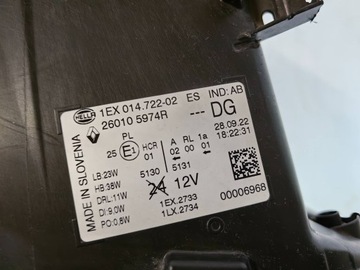 HELLA 1EX 014.722-02 ES IND: AB
26010 5974R --- DG
MADE IN SLOVENIA
PL
25 E1 HCR 01 A 02 RL 00 1a 01
28.09.22
18:22:31
LB:23W 5130 5131
HB:38W
DRL:11W 24 12V
DI:9,0W 1EX.2733
PO:0,8W 1LX.2734
00006968